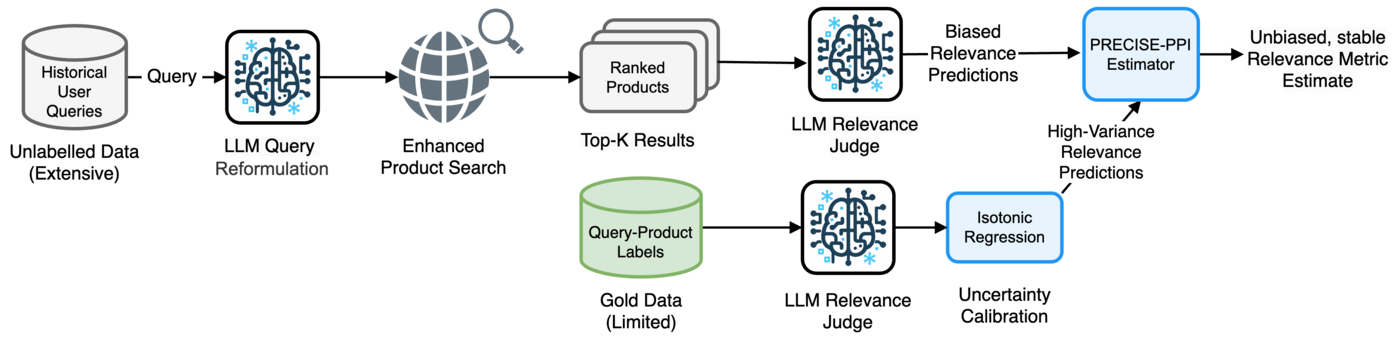 Historical
User
Queries
Unlabelled Data
(Extensive)
Query
LLM Query
Reformulation
Enhanced
Product Search
Ranked
Products
Top-K Results
LLM Relevance
Judge
Biased
Relevance
Predictions
PRECISE-PPI
Estimator
Unbiased, stable
Relevance Metric
Estimate
Query-Product
Labels
Gold Data
(Limited)
LLM Relevance
Judge
Isotonic
Regression
Uncertainty
Calibration
High-Variance
Relevance
Predictions